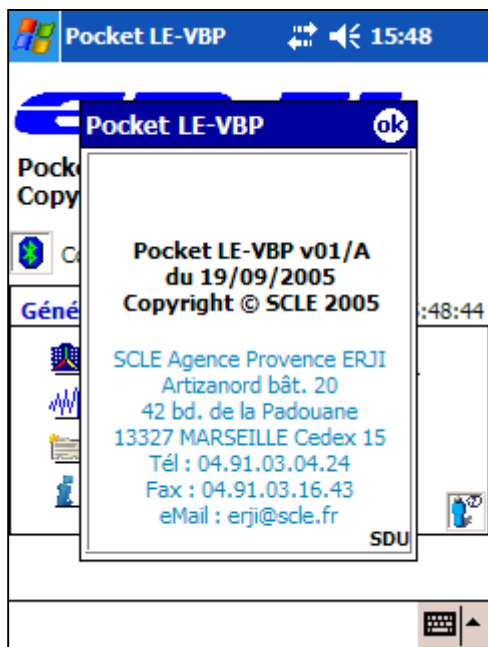 Pocket LE-VBP 15:48
Pocket LE-VBP ok
Pocket LE-VBP v01/A
du 19/09/2005
Copyright © SCLE 2005
:48:44
SCLE Agence Provence ERJI
Artizanord bât. 20
42 bd. de la Padouane
13327 MARSEILLE Cedex 15
Tél : 04.91.03.04.24
Fax : 04.91.03.16.43
eMail : erji@scle.fr
SDU